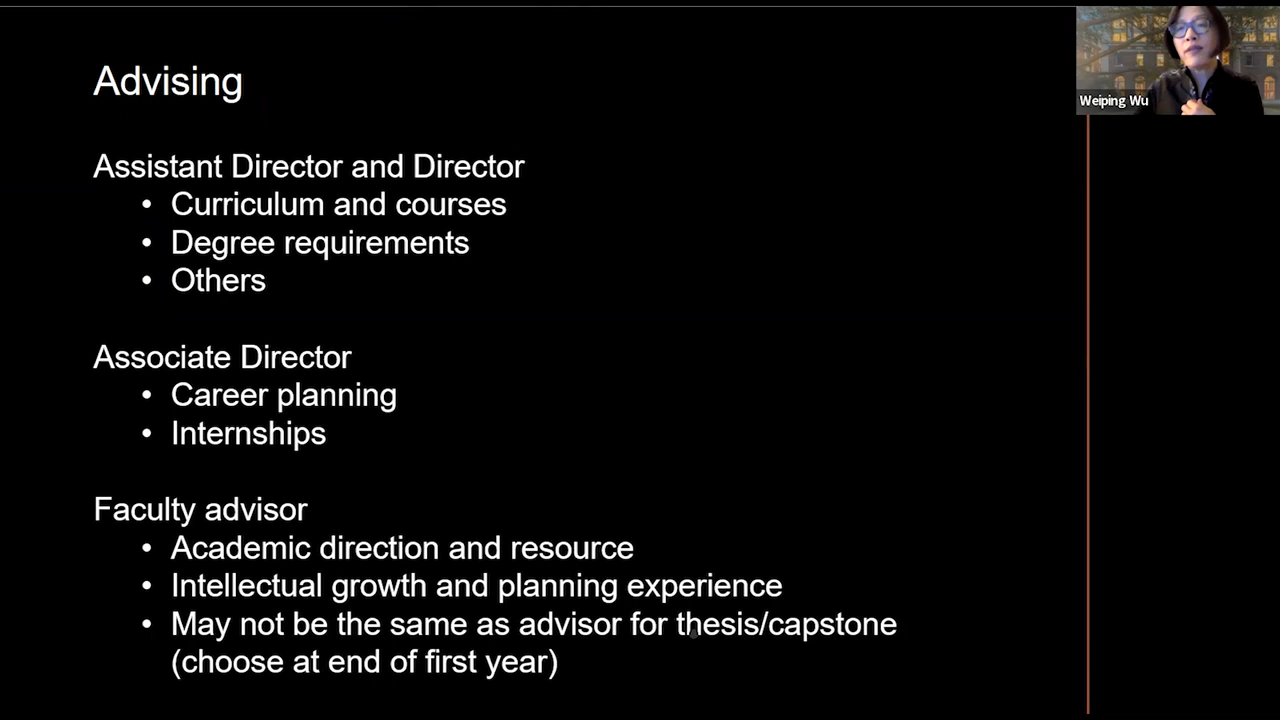 Advising
Weiping Wu
Assistant Director and Director
• Curriculum and courses
• Degree requirements
• Others
Associate Director
• Career planning
• Internships
Faculty advisor
• Academic direction and resource
• Intellectual growth and planning experience
• May not be the same as advisor for thesis/capstone
(choose at end of first year)